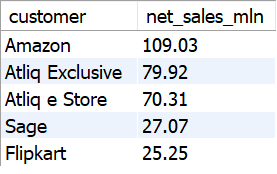 customer net_sales_mln
Amazon 109.03
Atliq Exclusive 79.92
Atliq e Store 70.31
Sage 27.07
Flipkart 25.25